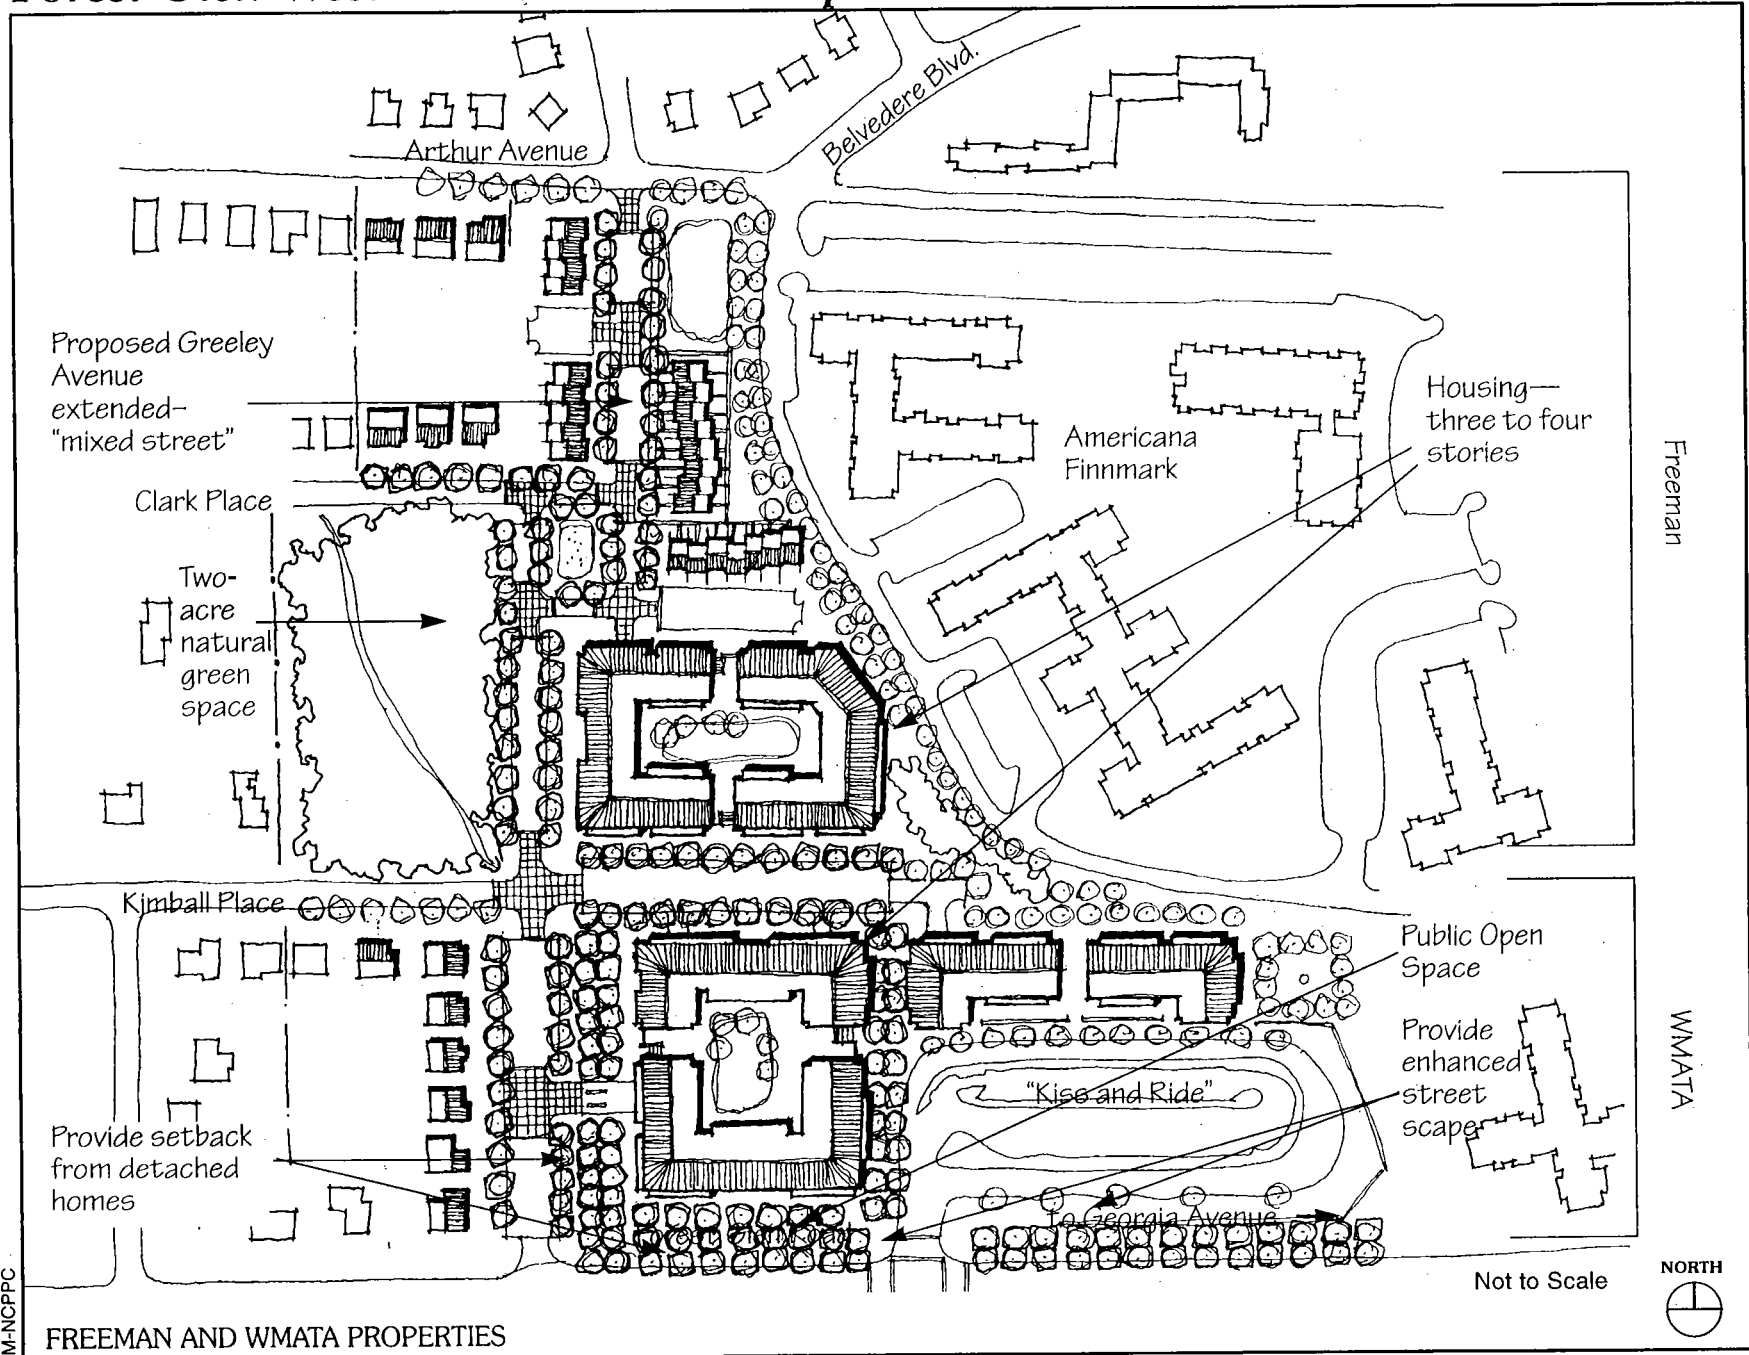 Belvedere Blvd.
Arthur Avenue
Proposed Greeley
Avenue
extended–
"mixed street"
Housing—
three to four
stories
Americana
Finnmark
Freeman
Clark Place
Two-
acre
natural
green
space
Kimball Place
Public Open
Space
Provide
enhanced
street
scape
WMATA
"Kiss and Ride"
Provide setback
from detached
homes
To Georgia Avenue
Not to Scale
NORTH
M-NCPPC
FREEMAN AND WMATA PROPERTIES